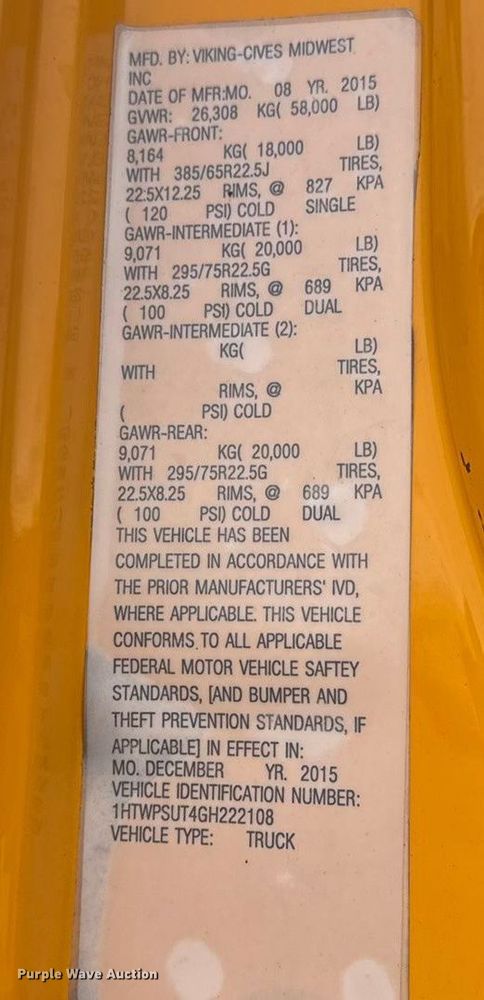 MFD. BY: VIKING-CIVES MIDWEST
INC
DATE OF MFR:MO. 08 YR. 2015
GVWR: 26,308 KG( 58,000 LB)
GAWR-FRONT:
8,164 KG( 18,000 LB)
WITH 385/65R22.5J TIRES,
22.5X12.25 RIMS, @ 827 KPA
( 120 PSI) COLD SINGLE
GAWR-INTERMEDIATE (1):
9,071 KG( 20,000 LB)
WITH 295/75R22.5G TIRES,
22.5X8.25 RIMS, @ 689 KPA
( 100 PSI) COLD DUAL
GAWR-INTERMEDIATE (2):
KG( LB)
WITH TIRES,
RIMS, @ KPA
( PSI) COLD
GAWR-REAR:
9,071 KG( 20,000 LB)
WITH 295/75R22.5G TIRES,
22.5X8.25 RIMS, @ 689 KPA
( 100 PSI) COLD DUAL
THIS VEHICLE HAS BEEN
COMPLETED IN ACCORDANCE WITH
THE PRIOR MANUFACTURERS' IVD,
WHERE APPLICABLE. THIS VEHICLE
CONFORMS TO ALL APPLICABLE
FEDERAL MOTOR VEHICLE SAFTEY
STANDARDS, [AND BUMPER AND
THEFT PREVENTION STANDARDS, IF
APPLICABLE] IN EFFECT IN:
MO. DECEMBER YR. 2015
VEHICLE IDENTIFICATION NUMBER:
1HTWPSUT4GH222108
VEHICLE TYPE: TRUCK
Purple Wave Auction